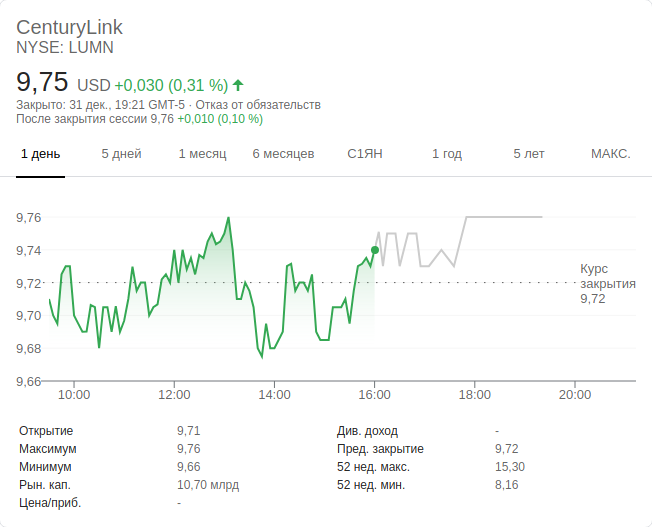 CenturyLink
NYSE: LUMN
9,75 USD +0,030 (0,31 %)
Закрыто: 31 дек., 19:21 GMT-5 · Отказ от обязательств
После закрытия сессии 9,76 +0,010 (0,10 %)
1 день 5 дней 1 месяц 6 месяцев С1ЯН 1 год 5 лет МАКС.
9,76
9,74
9,72
9,70
9,68
9,66
Курс
закрытия
9,72
10:00 12:00 14:00 16:00 18:00 20:00
Открытие 9,71 Див. доход -
Максимум 9,76 Пред. закрытие 9,72
Минимум 9,66 52 нед. макс. 15,30
Рын. кап. 10,70 млрд 52 нед. мин. 8,16
Цена/приб. -